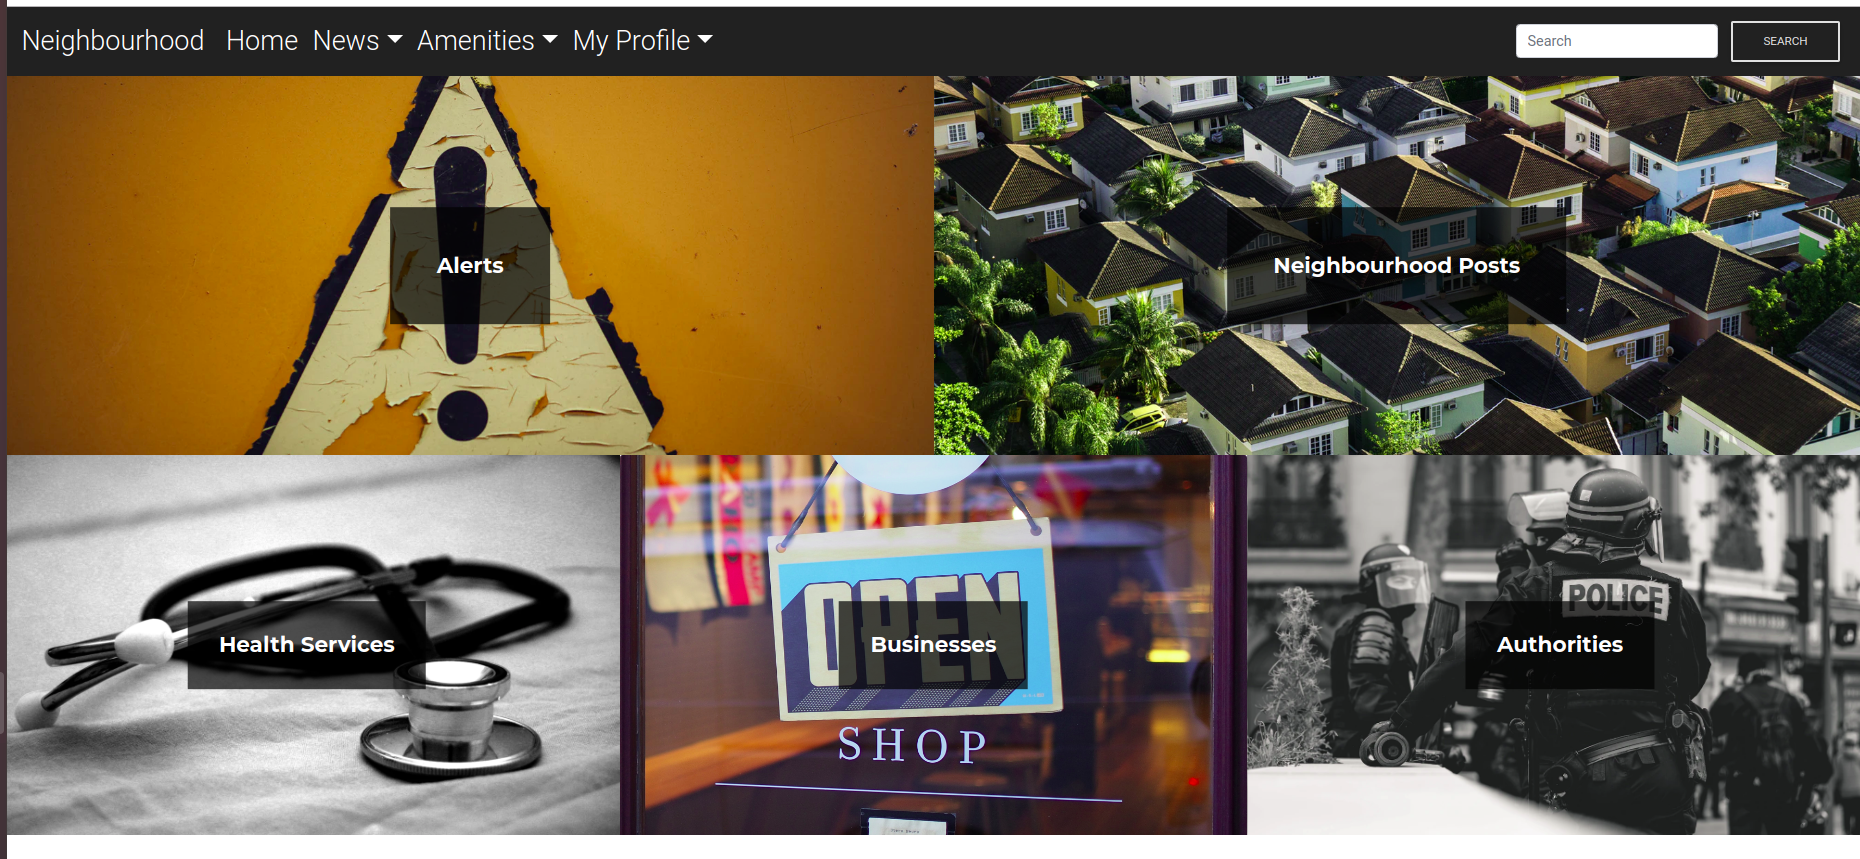 Neighbourhood Home News Amenities My Profile Search SEARCH
Alerts
Neighbourhood Posts
Health Services
OPEN
Businesses
SHOP
POLICE
Authorities